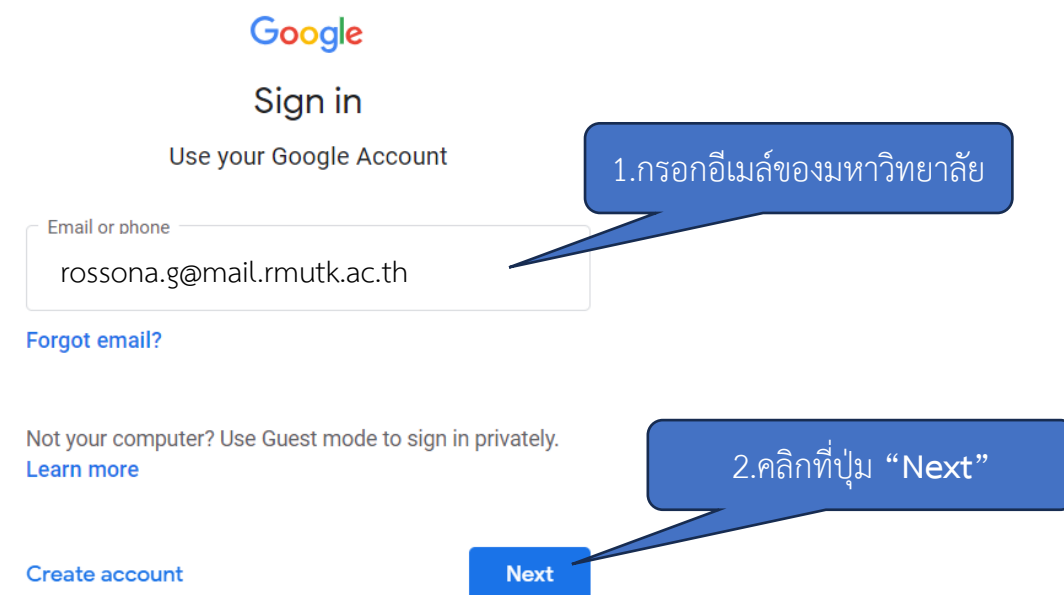 Google
Sign in
Use your Google Account
1.กรอกอีเมล์ของมหาวิทยาลัย
Email or phone
rossona.g@mail.rmutk.ac.th
Forgot email?
Not your computer? Use Guest mode to sign in privately.
Learn more
2.คลิกที่ปุ่ม “Next”
Create account
Next